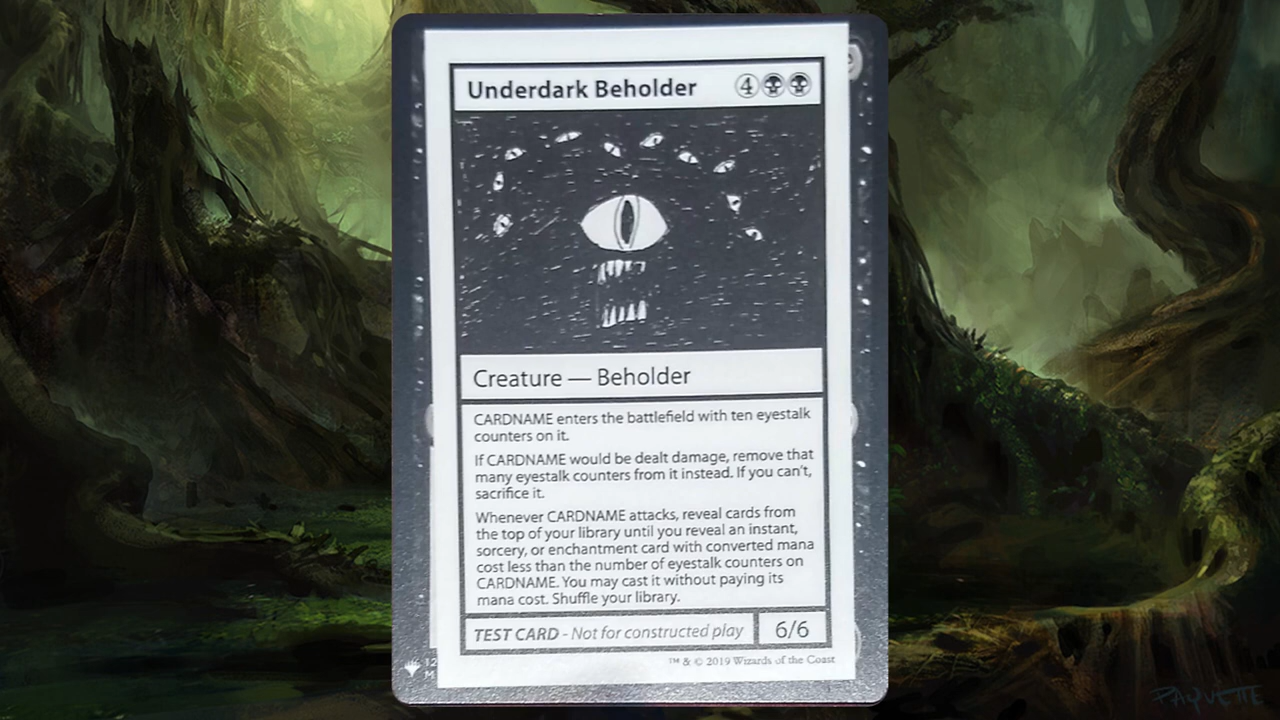 Underdark Beholder 4
Creature — Beholder
CARDNAME enters the battlefield with ten eyestalk
counters on it.
If CARDNAME would be dealt damage, remove that
many eyestalk counters from it instead. If you can't,
sacrifice it.
Whenever CARDNAME attacks, reveal cards from
the top of your library until you reveal an instant,
sorcery, or enchantment card with converted mana
cost less than the number of eyestalk counters on
CARDNAME. You may cast it without paying its
mana cost. Shuffle your library.
TEST CARD - Not for constructed play 6/6
™ & © 2019 Wizards of the Coast
12
M
PAQUETTE